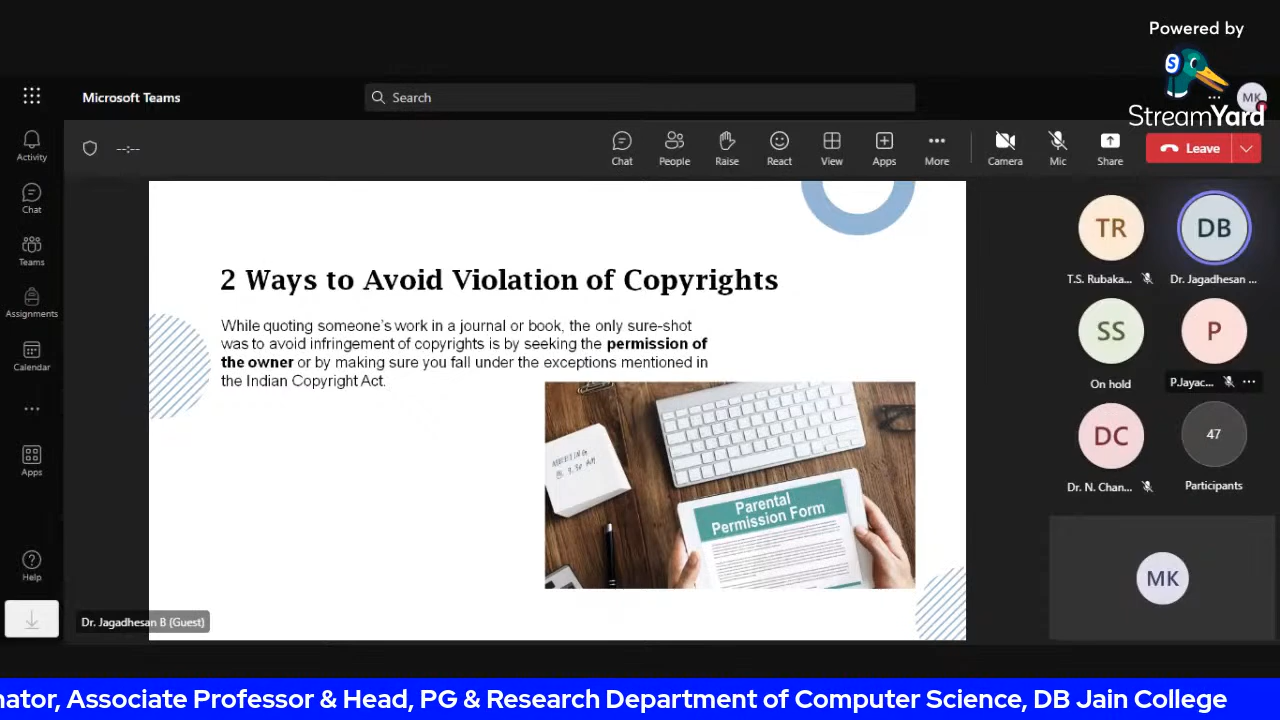 Powered by
StreamYard
Microsoft Teams
Search
MK
Activity
Chat
Teams
Assignments
Calendar
Apps
Help
--:--
Chat
People
Raise
React
View
Apps
More
Camera
Mic
Share
Leave
2 Ways to Avoid Violation of Copyrights
While quoting someone's work in a journal or book, the only sure-shot
was to avoid infringement of copyrights is by seeking the permission of
the owner or by making sure you fall under the exceptions mentioned in
the Indian Copyright Act.
MEETING
@ 9.30 AM
Parental
Permission Form
TR
T.S. Rubaka...
DB
Dr. Jagadhesan ...
SS
On hold
P
P.Jayac...
DC
Dr. N. Chan...
47
Participants
MK
Dr. Jagadhesan B (Guest)
nator, Associate Professor & Head, PG & Research Department of Computer Science, DB Jain College